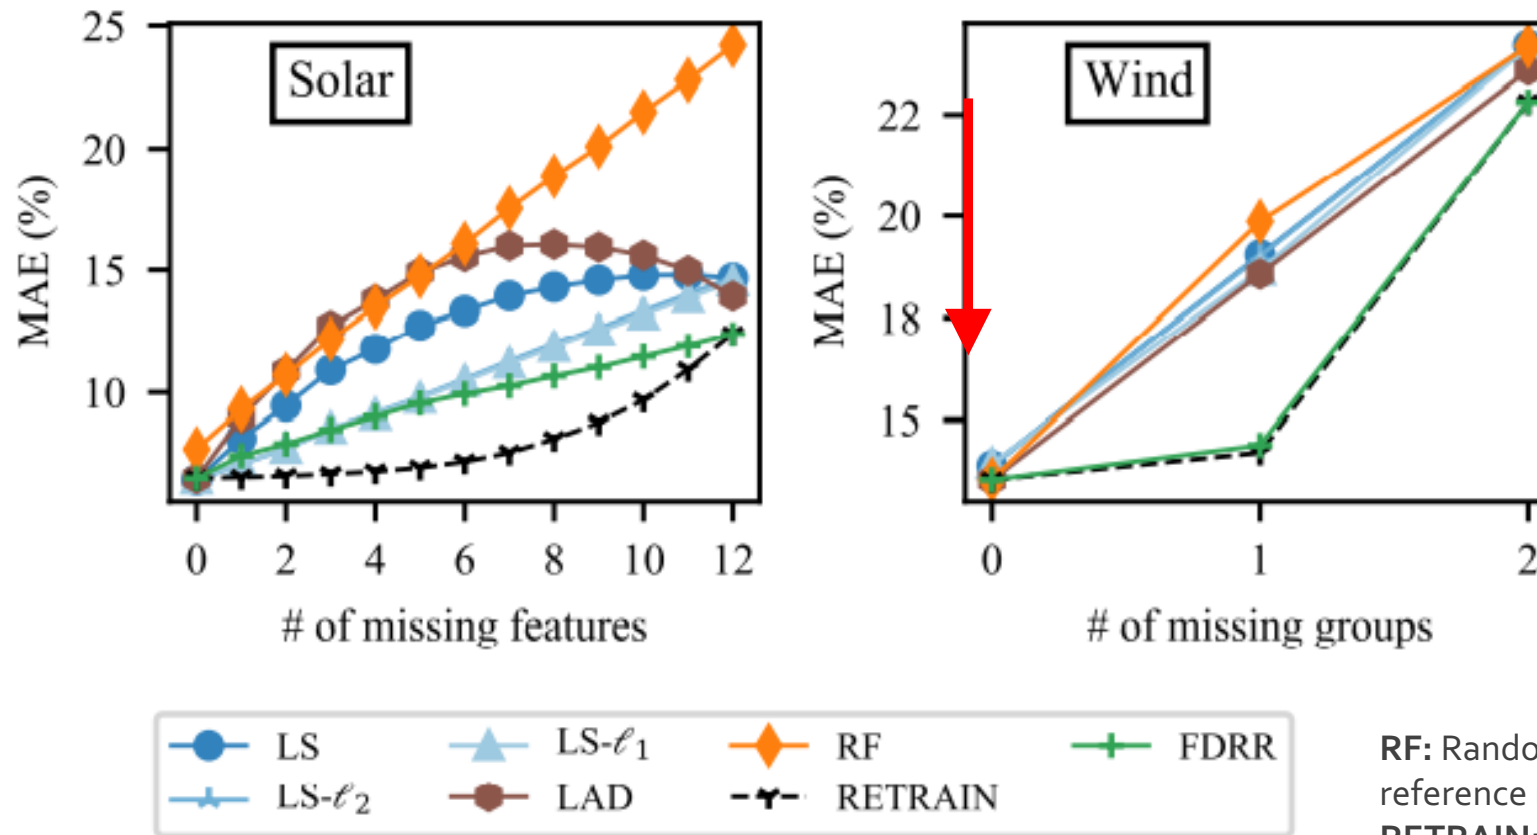 25%
20
15
10
Solar
MAE (%)
0 2 4 6 8 10 12
# of missing features
22
20
18
15
Wind
MAE (%)
0 1 2
# of missing groups
LS
LS-ℓ1
RF
FDRR
LS-ℓ2
LAD
RETRAIN
RF:
reference